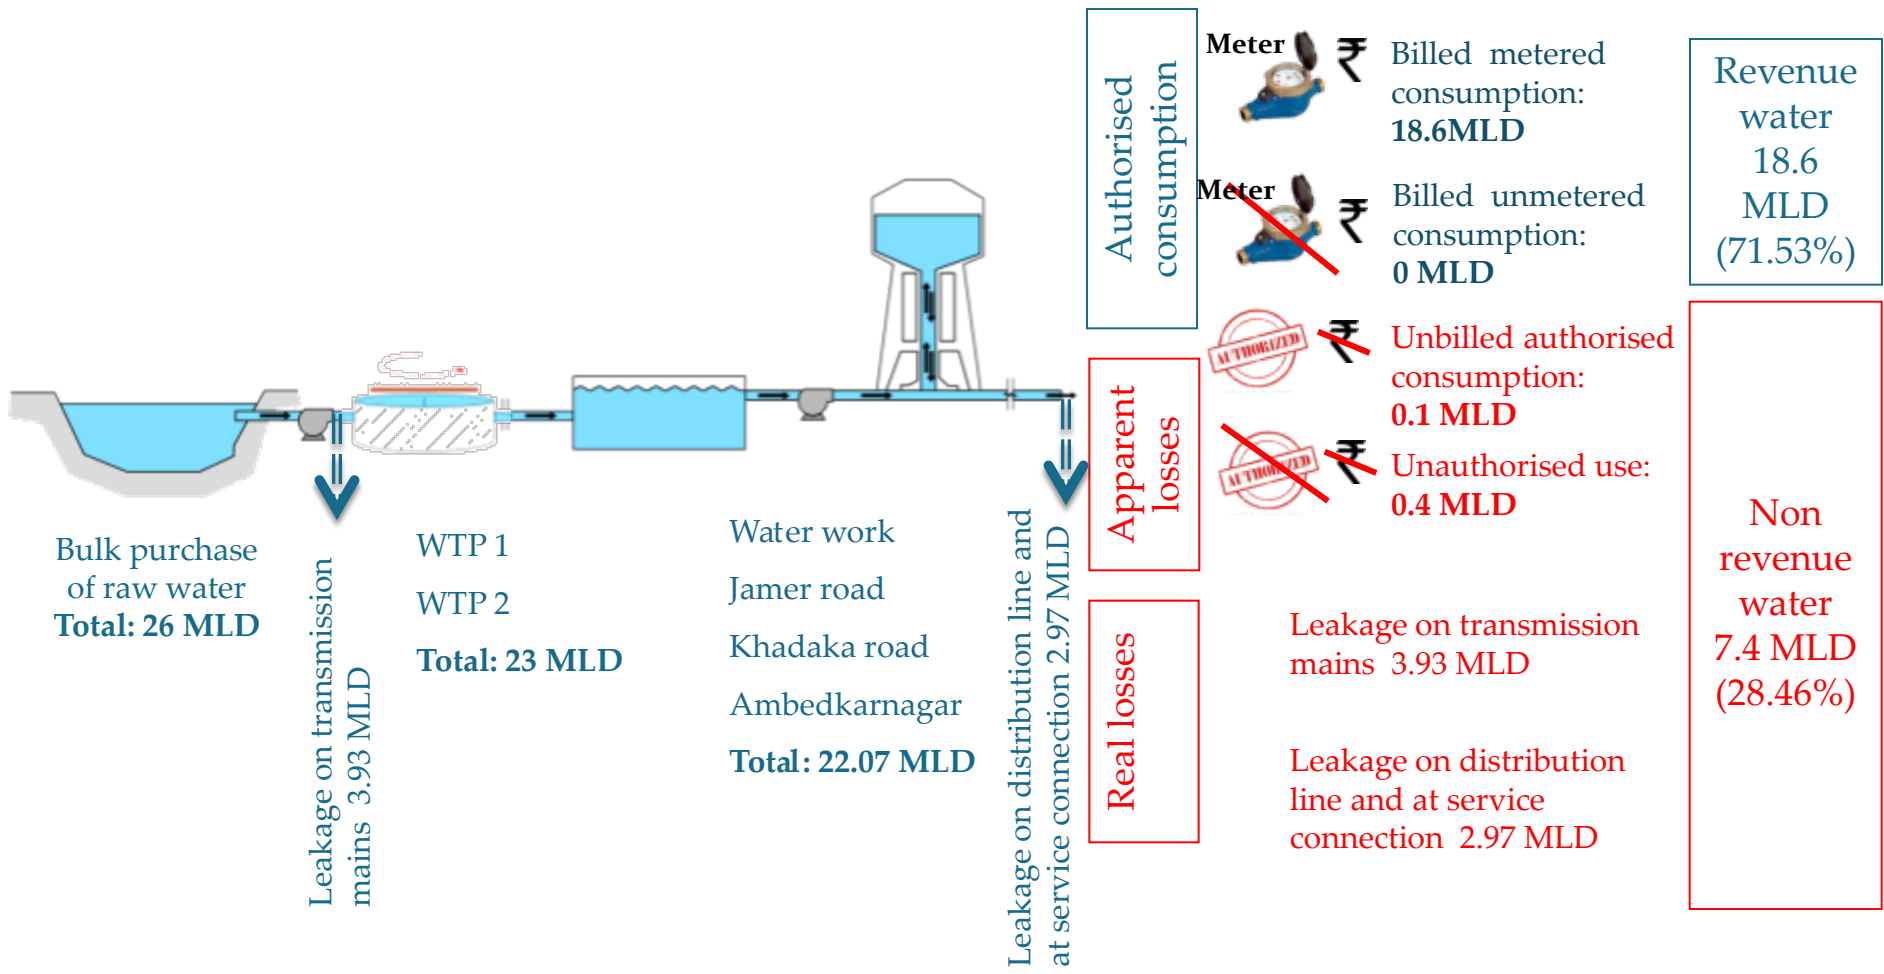 Bulk purchase
of raw water
Total: 26 MLD
Leakage on transmission
mains 3.93 MLD
WTP 1
WTP 2
Total: 23 MLD
Water work
Jamer road
Khadaka road
Ambedkarnagar
Total: 22.07 MLD
Leakage on distribution line and
at service connection 2.97 MLD
Authorised
consumption
Meter
₹
Billed metered
consumption:
18.6MLD
Meter
₹
Billed unmetered
consumption:
0 MLD
Revenue
water
18.6
MLD
(71.53%)
Apparent
losses
AUTHORIZED
₹
Unbilled authorised
consumption:
0.1 MLD
AUTHORIZED
₹
Unauthorised use:
0.4 MLD
Real losses
Leakage on transmission
mains 3.93 MLD
Leakage on distribution
line and at service
connection 2.97 MLD
Non
revenue
water
7.4 MLD
(28.46%)